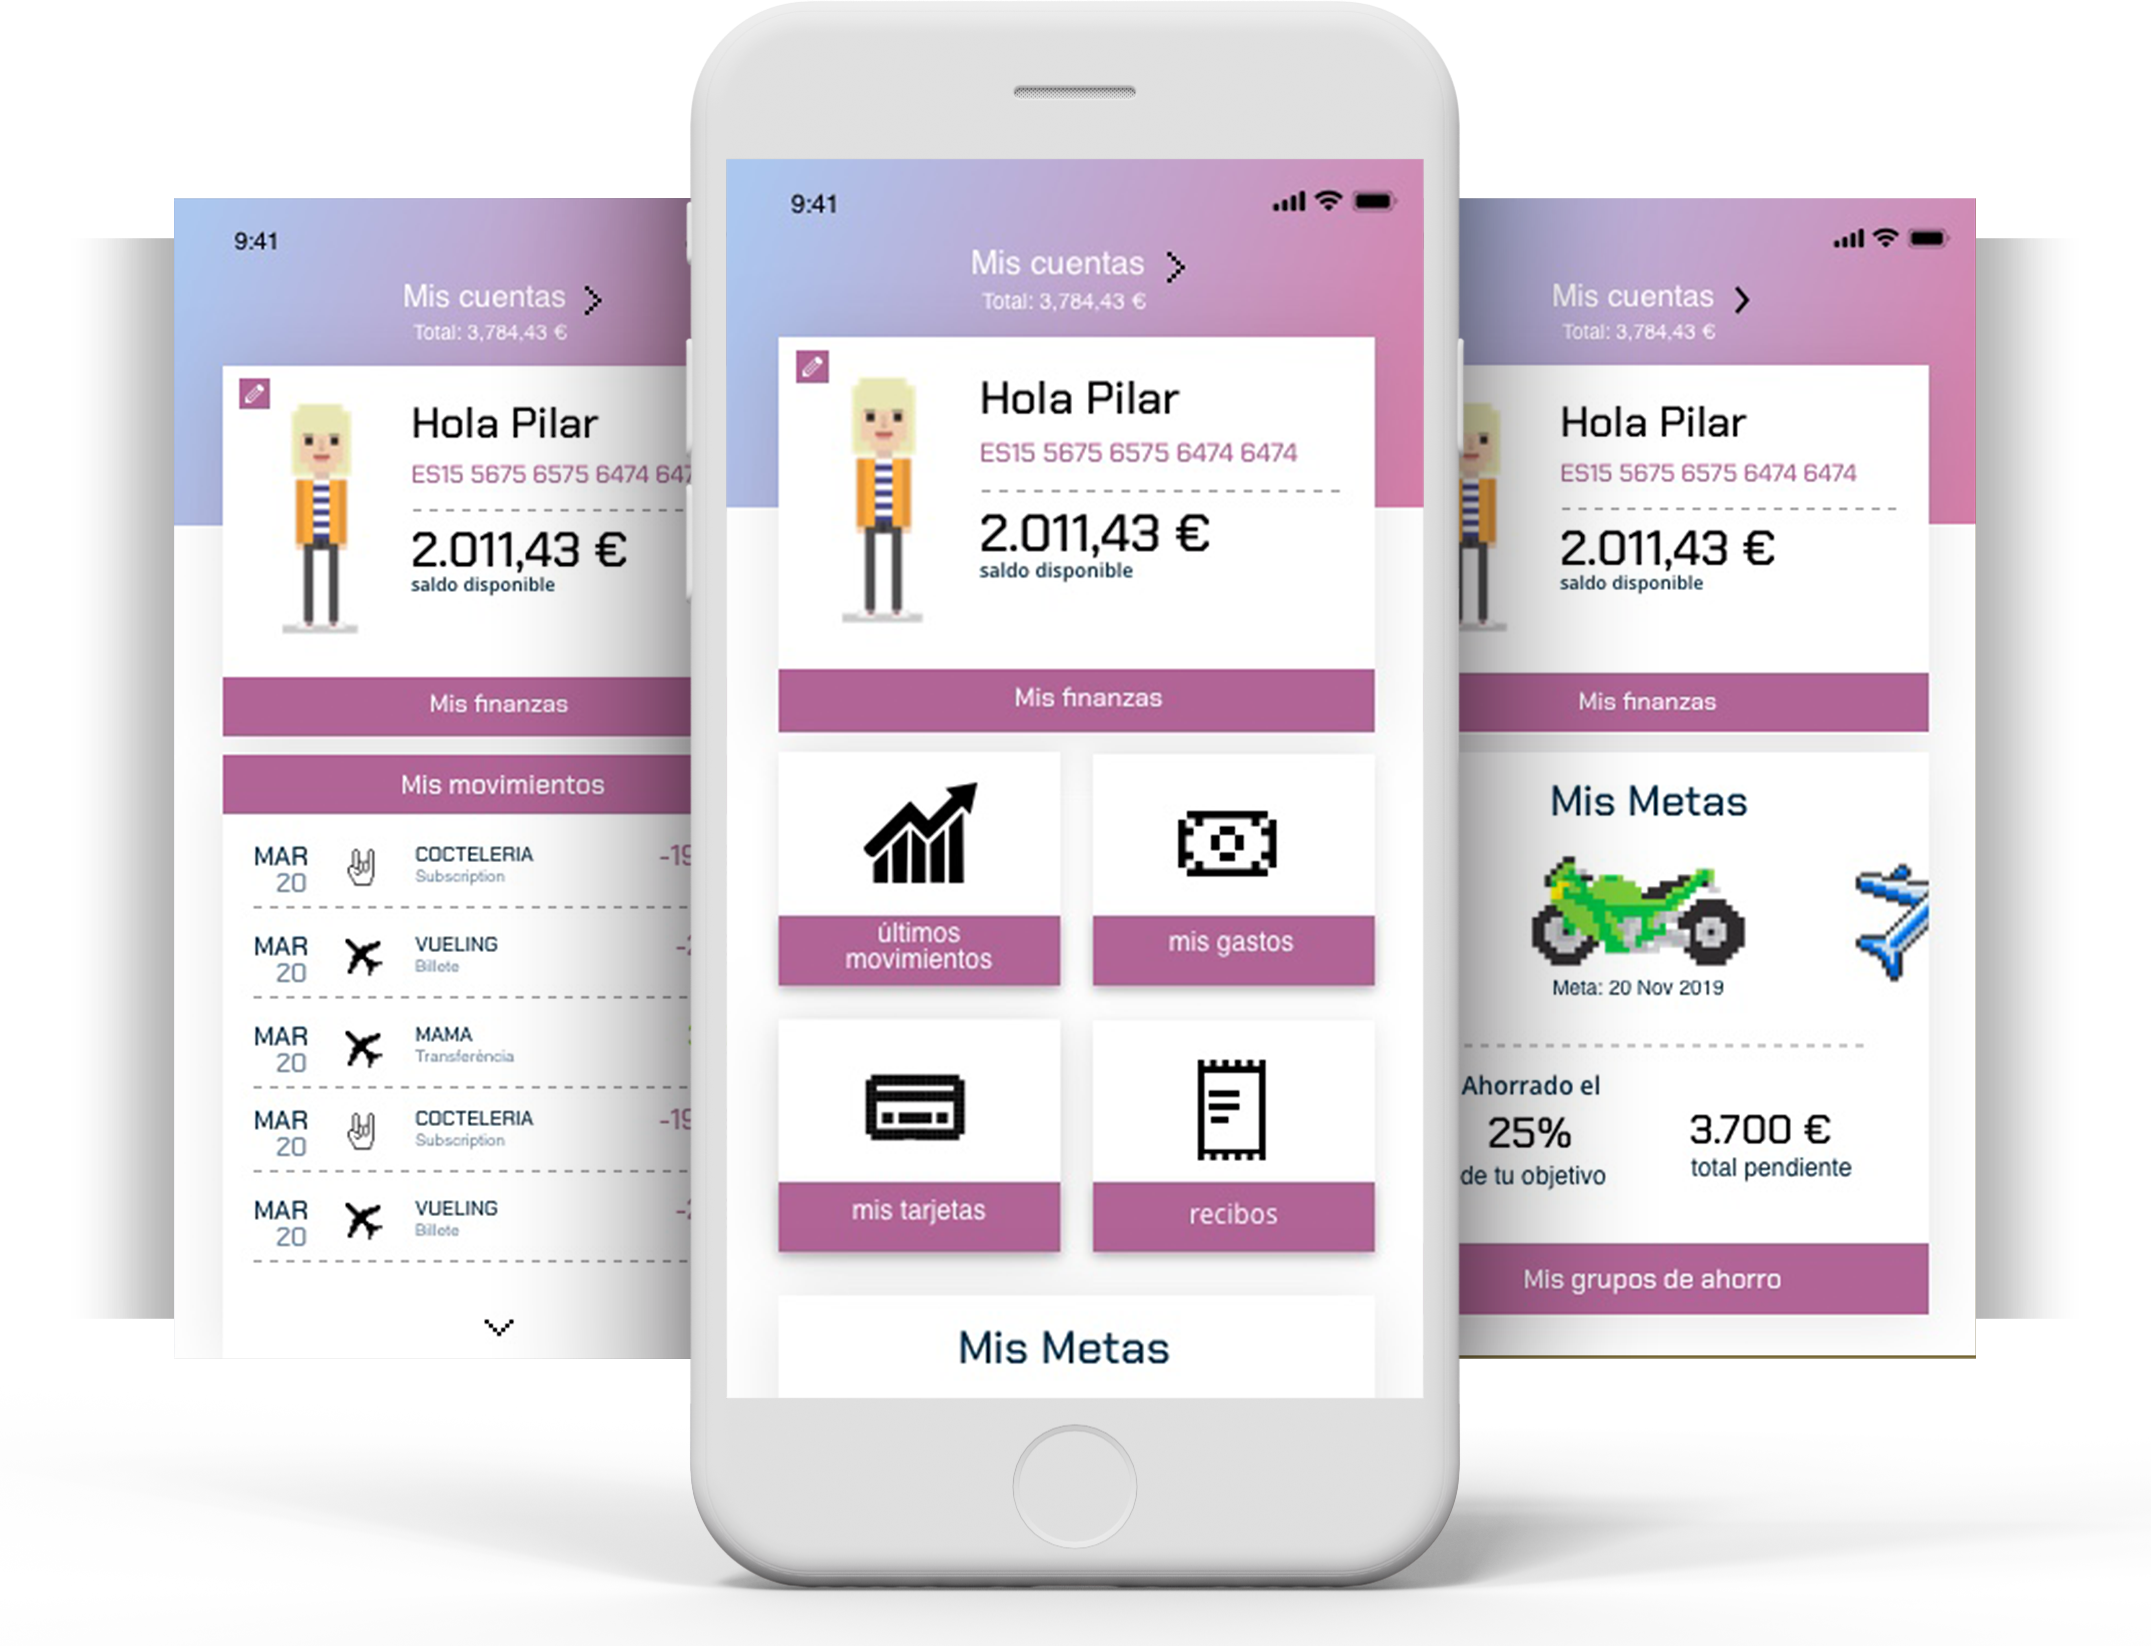 9:41
Mis cuentas
Total: 3,784,43 €
Hola Pilar
ES15 5675 6575 6474
2.011,43 €
saldo disponible
Mis finanzas
Mis movimientos
MAR
20
COCTELERIA
Subscription
MAR
20
VUELING
Billete
MAR
20
MAMA
Transferència
MAR
20
COCTELERIA
Subscription
MAR
20
VUELING
Billete
9:41
Mis cuentas
Total: 3,784,43 €
Hola Pilar
ES15 5675 6575 6474 6474
2.011,43 €
saldo disponible
Mis finanzas
últimos
movimientos
mis gastos
mis tarjetas
recibos
Mis Metas
Mis cuentas
Total: 3,784,43 €
Hola Pilar
ES15 5675 6575 6474 6474
2.011,43 €
saldo disponible
Mis finanzas
Mis Metas
Meta: 20 Nov 2019
Ahorrado el
25%
de tu objetivo
3.700 €
total pendiente
Mis grupos de ahorro